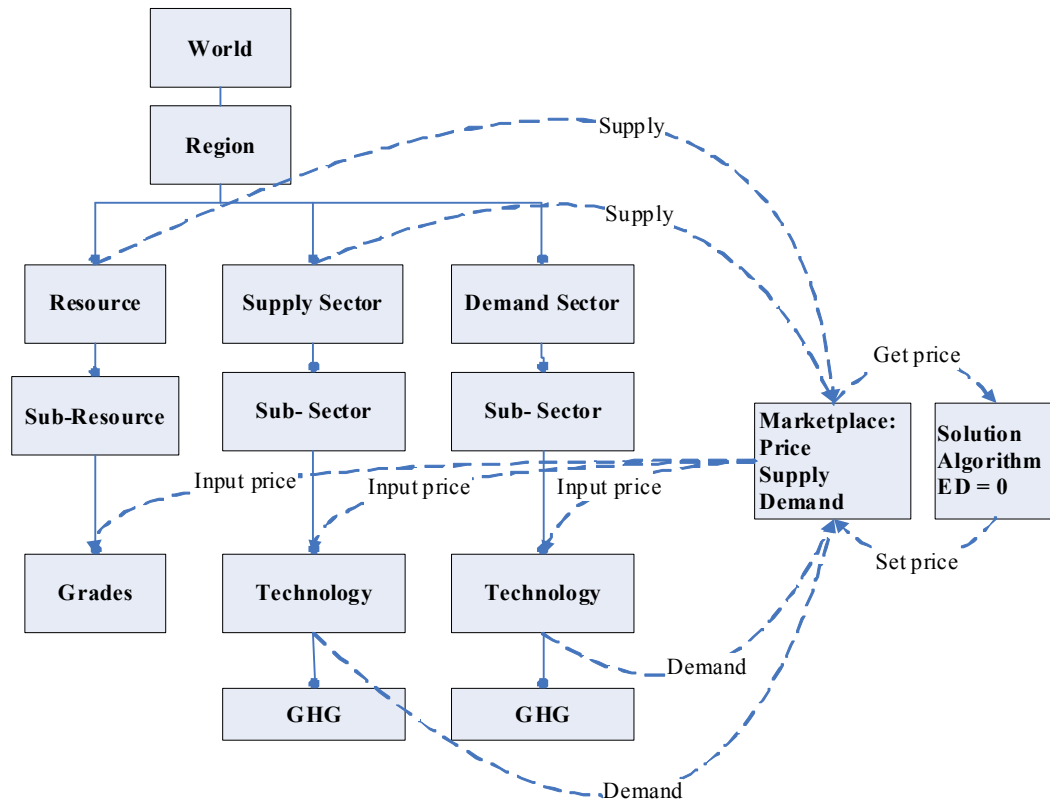 World
Region
Supply
Supply
Resource
Supply Sector
Demand Sector
Get price
Sub-Resource
Sub- Sector
Sub- Sector
Marketplace:
Price
Supply
Demand
Solution
Algorithm
ED = 0
Input price
Input price
Input price
Set price
Grades
Technology
Technology
Demand
GHG
GHG
Demand